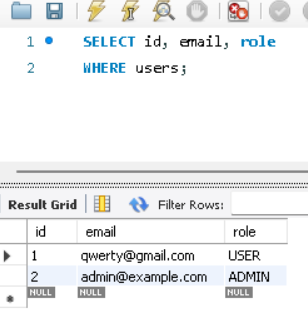 1 SELECT id, email, role
2 WHERE users;
Result Grid Filter Rows:
id email role
1 qwerty@gmail.com USER
2 admin@example.com ADMIN
NULL NULL NULL